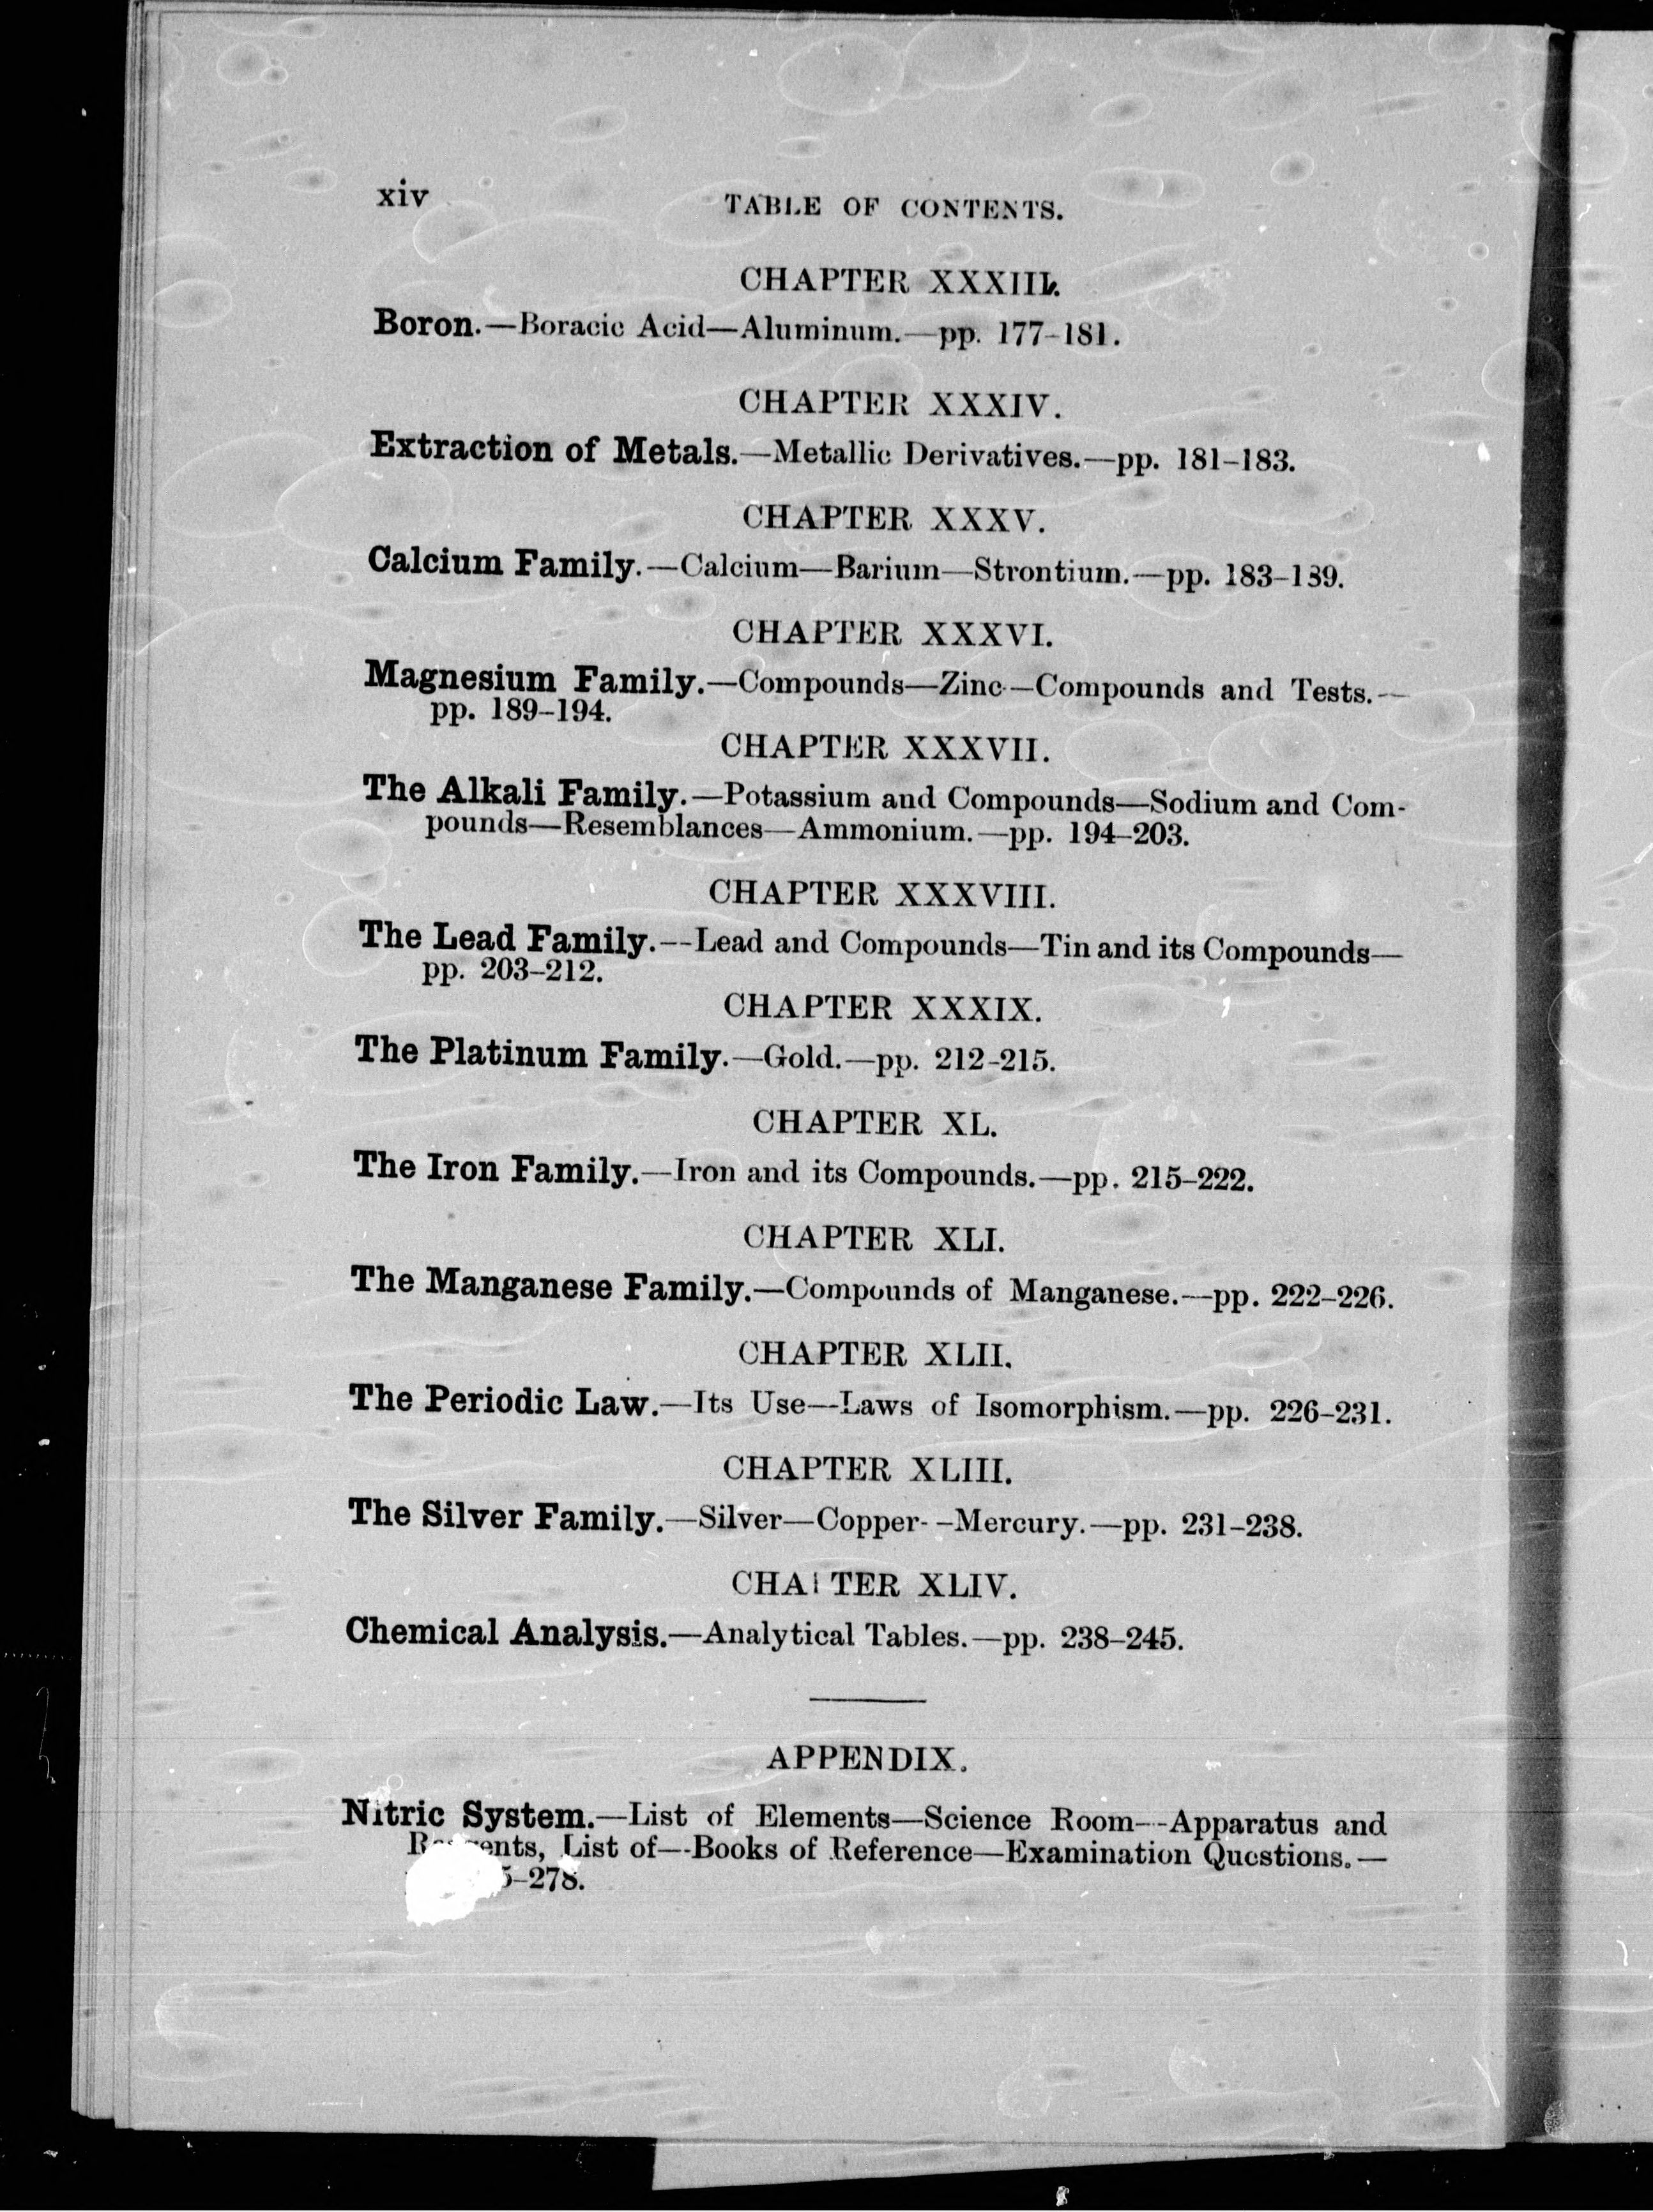 xiv
TABLE OF CONTENTS.
CHAPTER XXXIII.
Boron.—Boracic Acid—Aluminum.—pp. 177-181.
CHAPTER XXXIV.
Extraction of Metals.—Metallic Derivatives.—pp. 181-183.
CHAPTER XXXV.
Calcium Family.—Calcium—Barium—Strontium.—pp. 183-189.
CHAPTER XXXVI.
Magnesium Family.—Compounds—Zinc—Compounds and Tests.—
pp. 189-194.
CHAPTER XXXVII.
The Alkali Family.—Potassium and Compounds—Sodium and Com-
pounds—Resemblances—Ammonium.—pp. 194-203.
CHAPTER XXXVIII.
The Lead Family.—Lead and Compounds—Tin and its Compounds—
pp. 203-212.
CHAPTER XXXIX.
The Platinum Family.—Gold.—pp. 212-215.
CHAPTER XL.
The Iron Family.—Iron and its Compounds.—pp. 215-222.
CHAPTER XLI.
The Manganese Family.—Compounds of Manganese.—pp. 222-226.
CHAPTER XLII.
The Periodic Law.—Its Use—Laws of Isomorphism.—pp. 226-231.
CHAPTER XLIII.
The Silver Family.—Silver—Copper—Mercury.—pp. 231-238.
CHAPTER XLIV.
Chemical Analysis.—Analytical Tables.—pp. 238-245.
APPENDIX.
Nitric System.—List of Elements—Science Room—Apparatus and
List of—Books of Reference—Examination Questions.—
5-278.